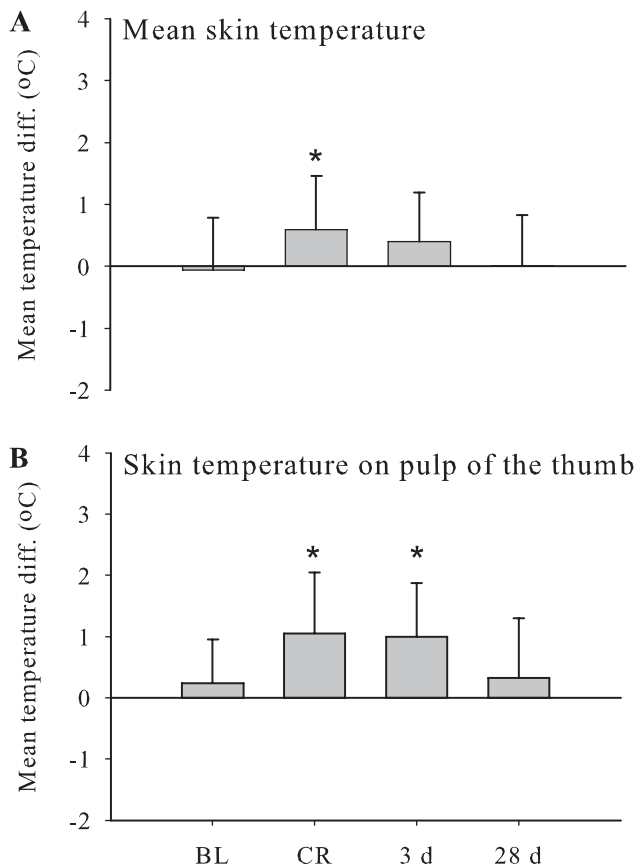 A
Mean skin temperature
Mean temperature diff. (oC)
4
3
2
*
1
0
-1
-2
B
Skin temperature on pulp of the thumb
Mean temperature diff. (oC)
4
3
* *
2
1
0
-1
-2
BL CR 3 d 28 d